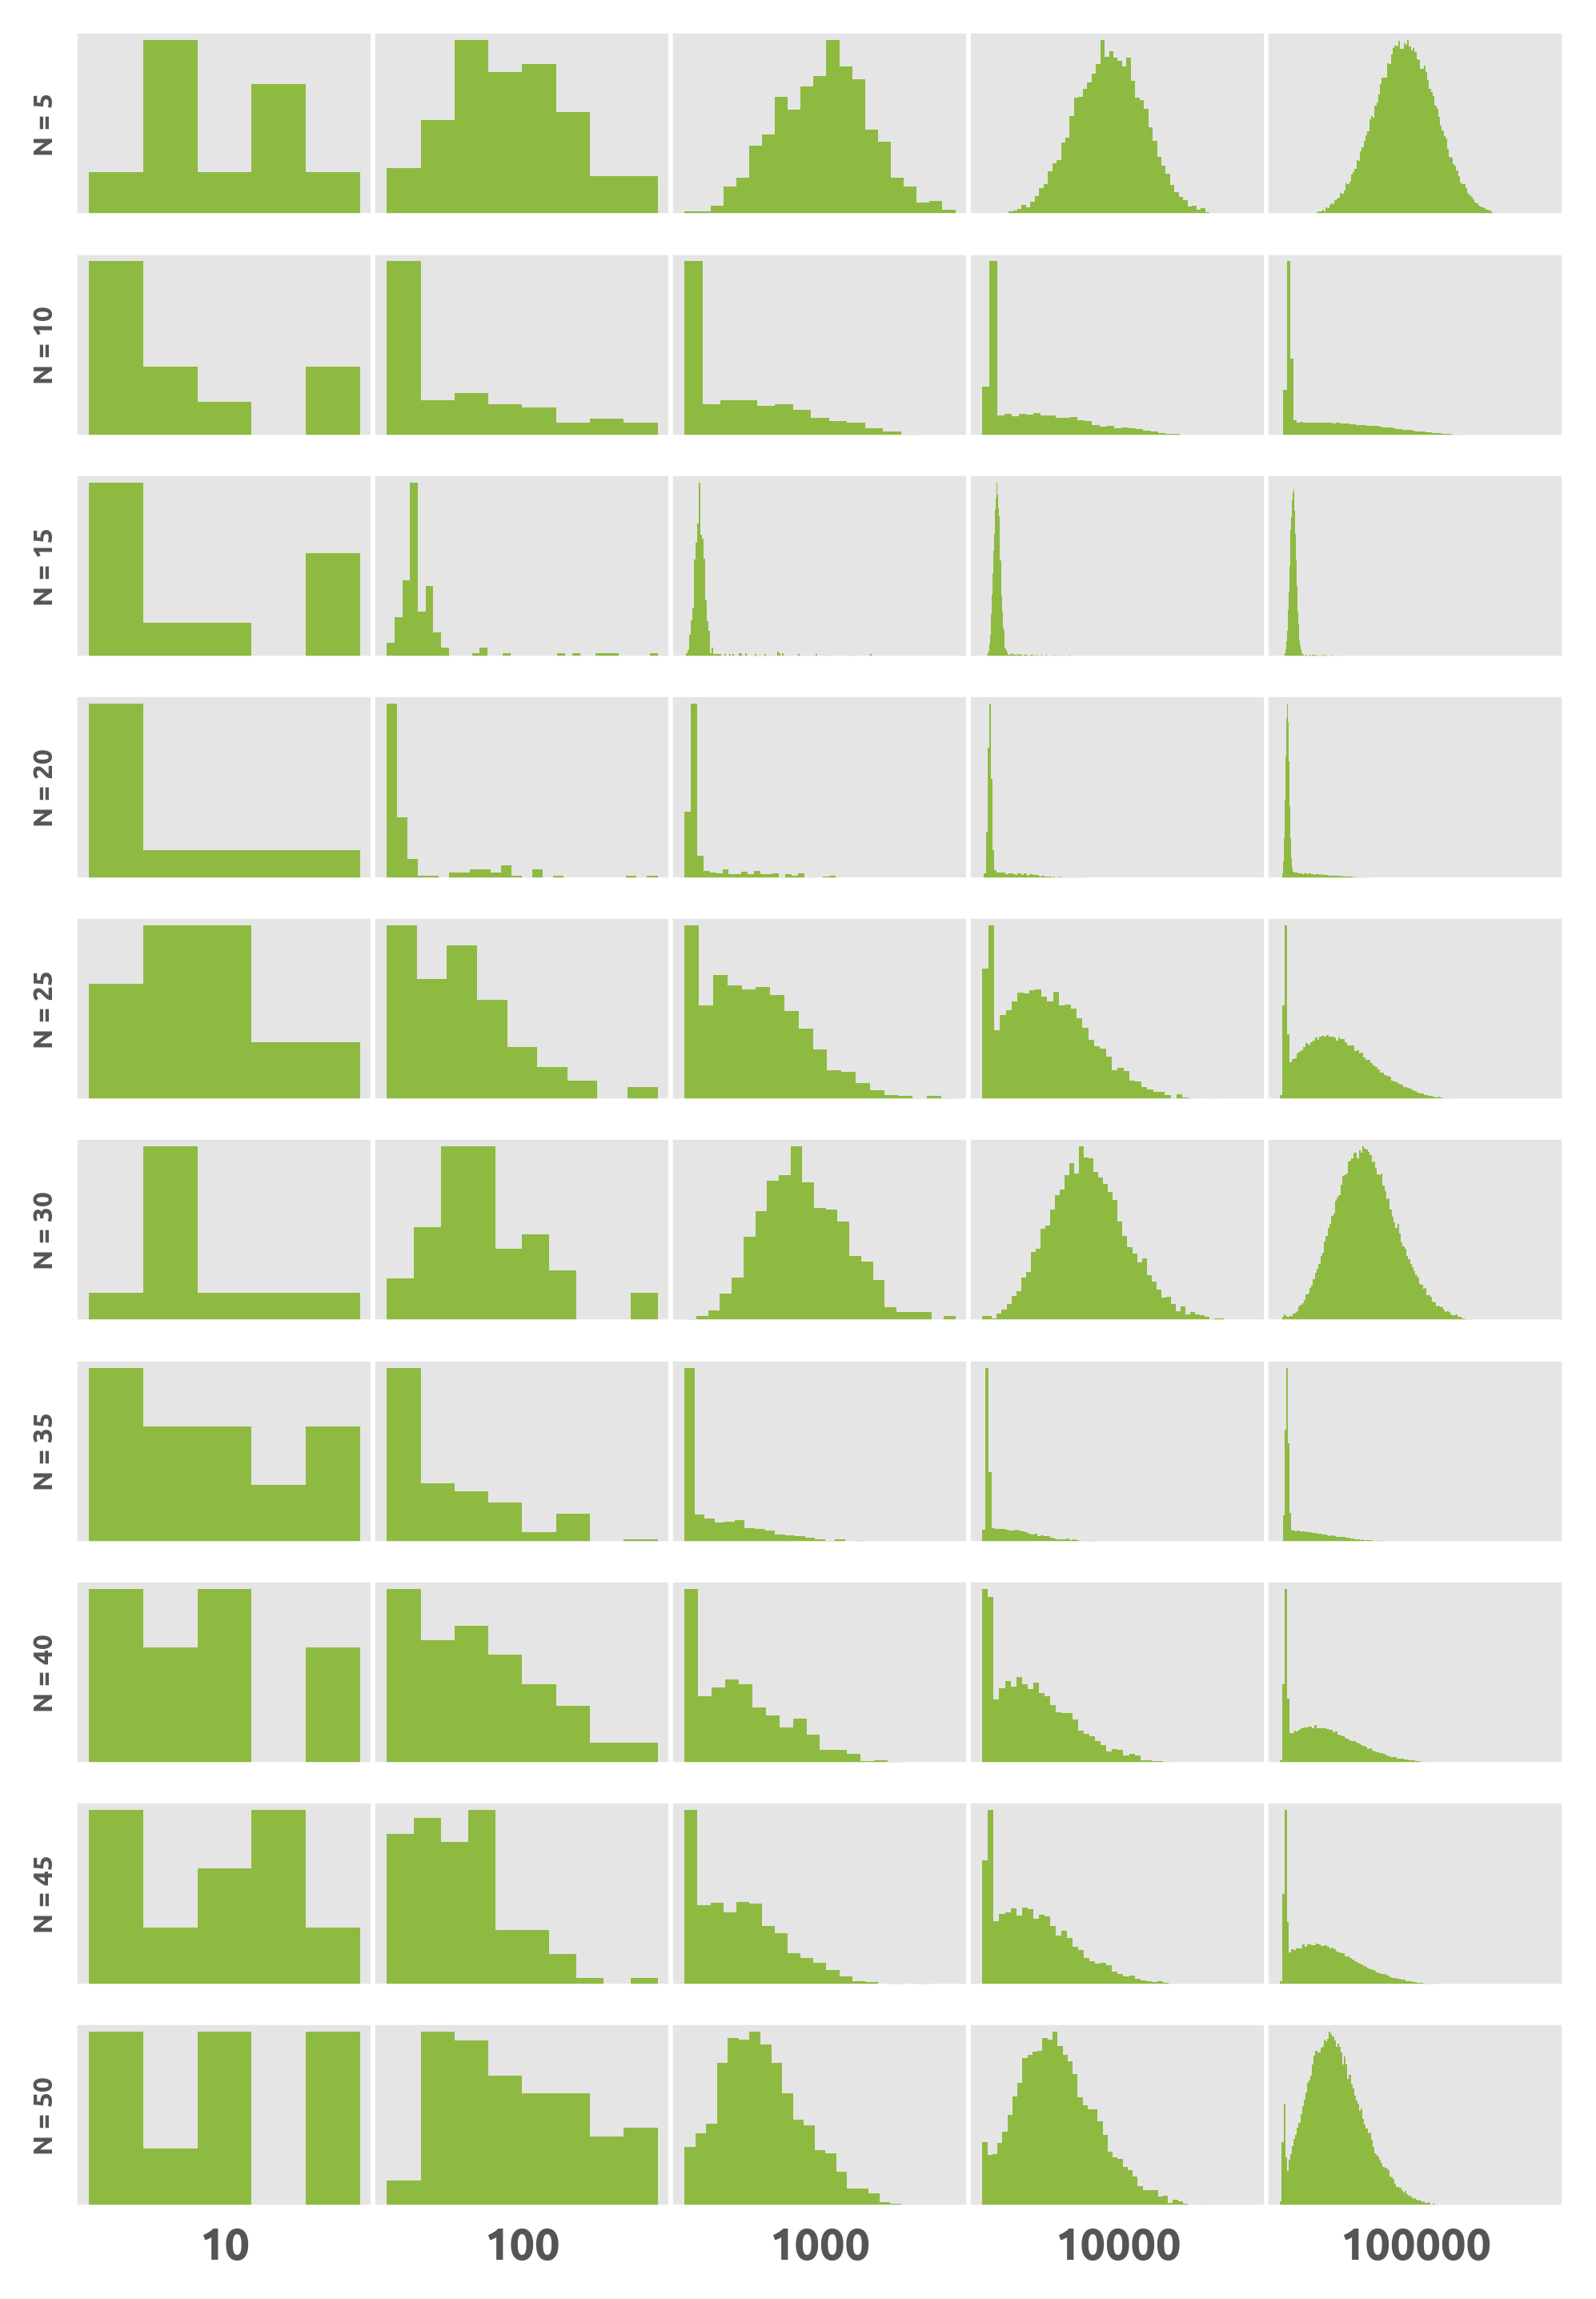 N = 5
N = 10
N = 15
N = 20
N = 25
N = 30
N = 35
N = 40
N = 45
N = 50
10 100 1000 10000 100000